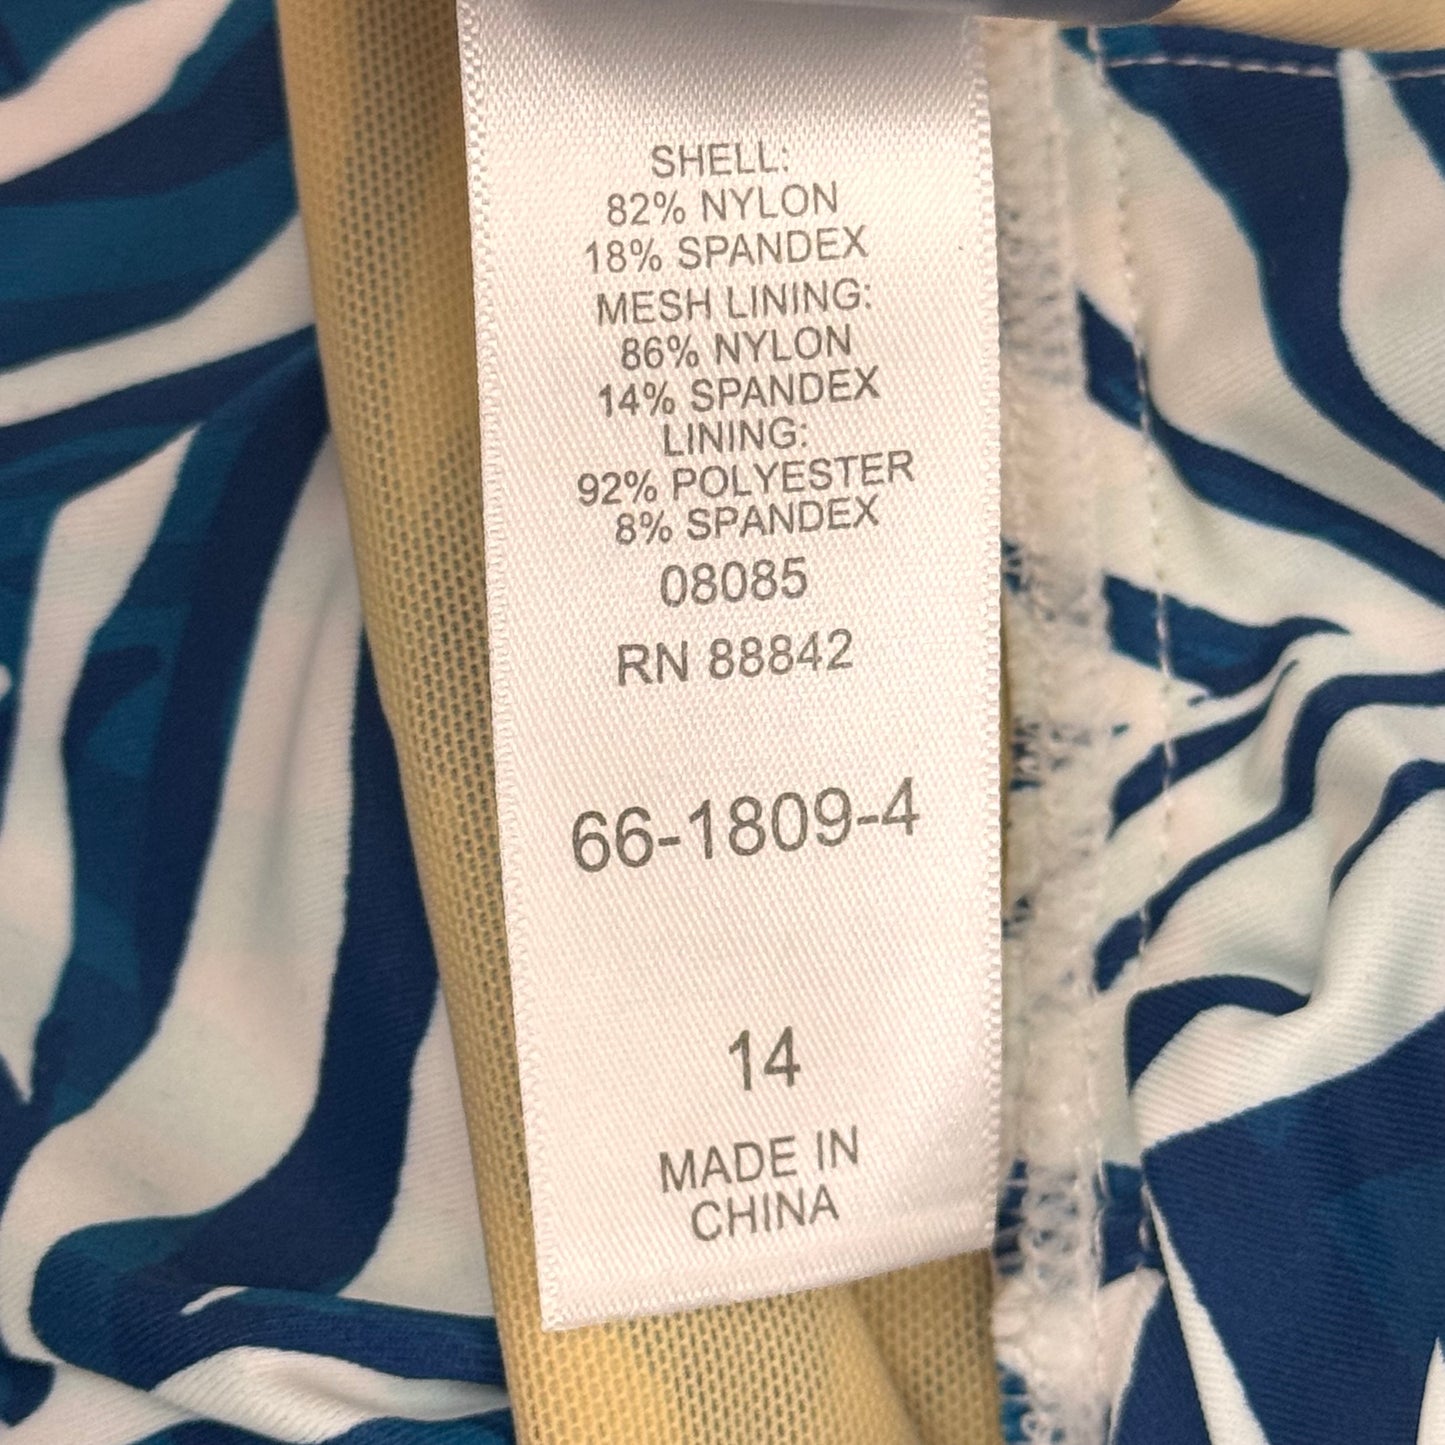 SHELL:
82% NYLON
18% SPANDEX
MESH LINING:
86% NYLON
14% SPANDEX
LINING:
92% POLYESTER
8% SPANDEX
08085
RN 88842
66-1809-4
14
MADE IN
CHINA